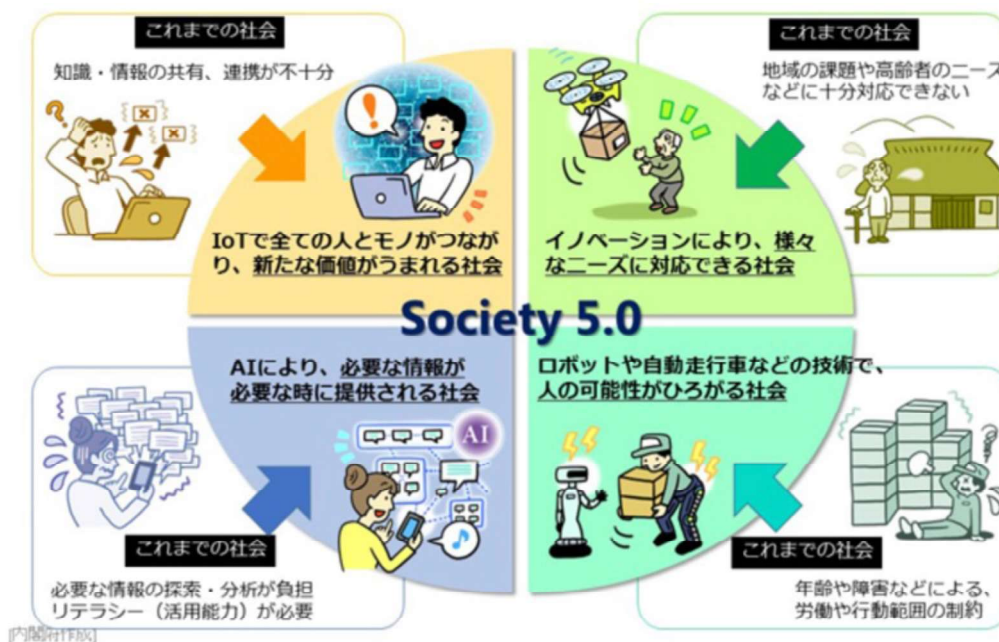 これまでの社会
知識・情報の共有、連携が不十分
IoTで全ての人とモノがつなが
り、新たな価値がうまれる社会
これまでの社会
地域の課題や高齢者のニーズ
などに十分対応できない
イノベーションにより、様々
なニーズに対応できる社会
Society 5.0
AIにより、必要な情報が
必要な時に提供される社会
AI
これまでの社会
必要な情報の探索・分析が負担
リテラシー（活用能力）が必要
ロボットや自動走行車などの技術で、
人の可能性がひろがる社会
これまでの社会
年齢や障害などによる、
労働や行動範囲の制約
[内閣府作成]